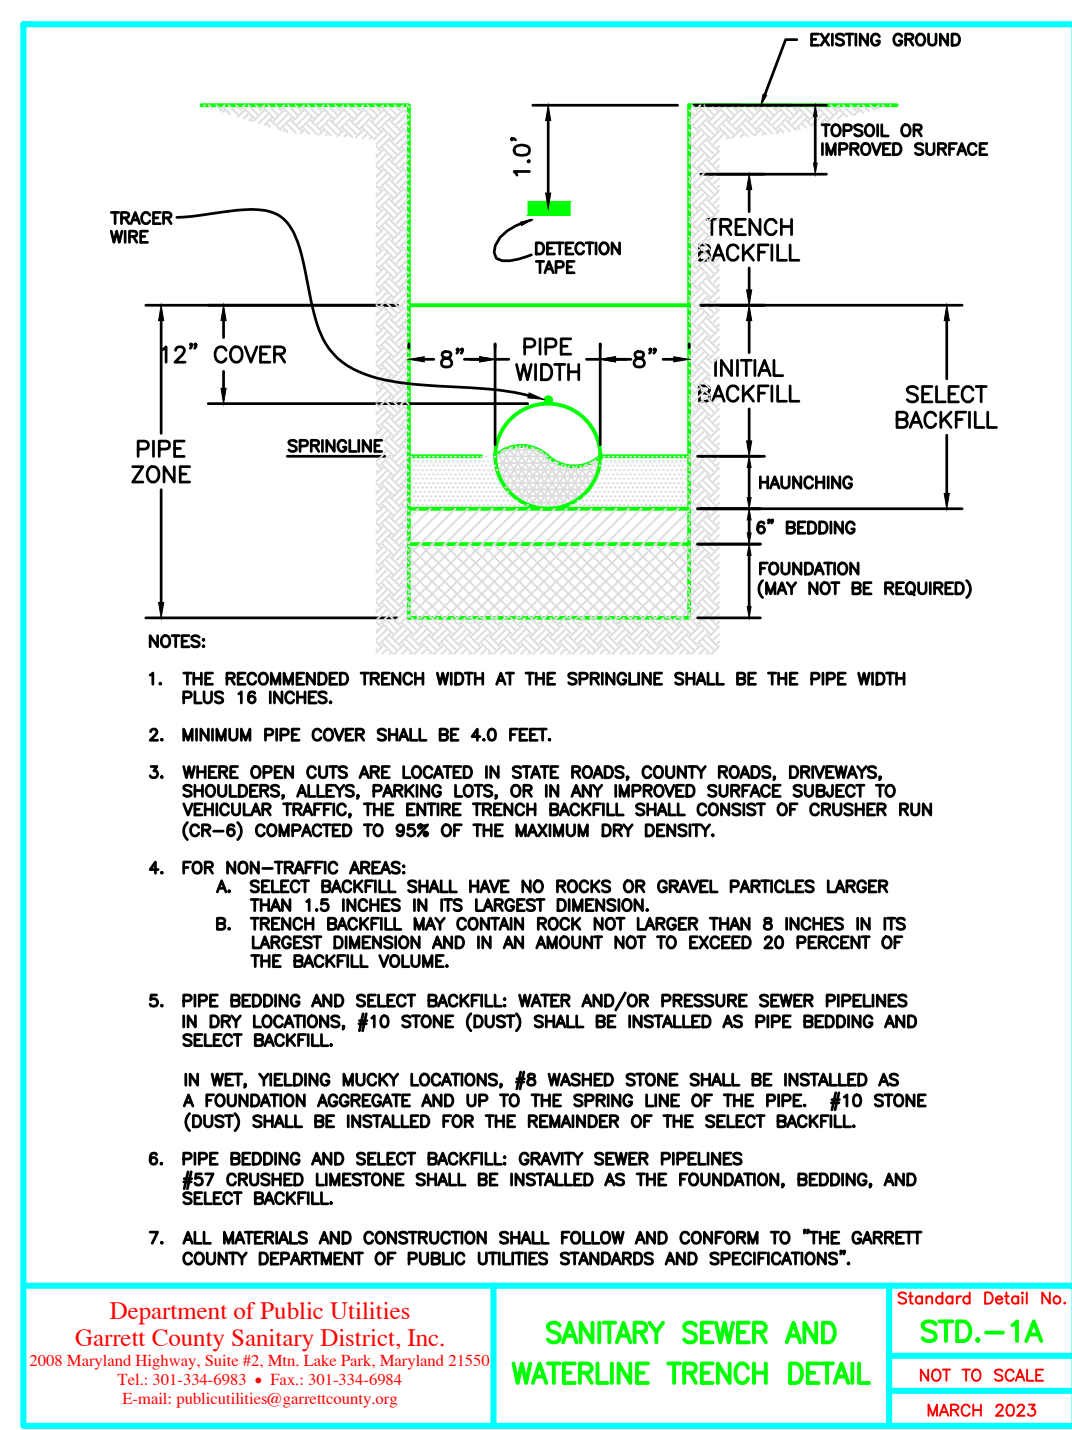 EXISTING GROUND
TOPSOIL OR
IMPROVED SURFACE
1.0'
TRACER
WIRE
DETECTION
TAPE
TRENCH
BACKFILL
12" COVER
8"
PIPE
WIDTH
8"
INITIAL
BACKFILL
SELECT
BACKFILL
PIPE
ZONE
SPRINGLINE
HAUNCHING
6" BEDDING
FOUNDATION
(MAY NOT BE REQUIRED)
NOTES:
1. THE RECOMMENDED TRENCH WIDTH AT THE SPRINGLINE SHALL BE THE PIPE WIDTH
PLUS 16 INCHES.
2. MINIMUM PIPE COVER SHALL BE 4.0 FEET.
3. WHERE OPEN CUTS ARE LOCATED IN STATE ROADS, COUNTY ROADS, DRIVEWAYS,
SHOULDERS, ALLEYS, PARKING LOTS, OR IN ANY IMPROVED SURFACE SUBJECT TO
VEHICULAR TRAFFIC, THE ENTIRE TRENCH BACKFILL SHALL CONSIST OF CRUSHER RUN
(CR-6) COMPACTED TO 95% OF THE MAXIMUM DRY DENSITY.
4. FOR NON-TRAFFIC AREAS:
A. SELECT BACKFILL SHALL HAVE NO ROCKS OR GRAVEL PARTICLES LARGER
THAN 1.5 INCHES IN ITS LARGEST DIMENSION.
B. TRENCH BACKFILL MAY CONTAIN ROCK NOT LARGER THAN 8 INCHES IN ITS
LARGEST DIMENSION AND IN AN AMOUNT NOT TO EXCEED 20 PERCENT OF
THE BACKFILL VOLUME.
5. PIPE BEDDING AND SELECT BACKFILL: WATER AND/OR PRESSURE SEWER PIPELINES
IN DRY LOCATIONS, #10 STONE (DUST) SHALL BE INSTALLED AS PIPE BEDDING AND
SELECT BACKFILL.
IN WET, YIELDING MUCKY LOCATIONS, #8 WASHED STONE SHALL BE INSTALLED AS
A FOUNDATION AGGREGATE AND UP TO THE SPRING LINE OF THE PIPE. #10 STONE
(DUST) SHALL BE INSTALLED FOR THE REMAINDER OF THE SELECT BACKFILL.
6. PIPE BEDDING AND SELECT BACKFILL: GRAVITY SEWER PIPELINES
#57 CRUSHED LIMESTONE SHALL BE INSTALLED AS THE FOUNDATION, BEDDING, AND
SELECT BACKFILL.
7. ALL MATERIALS AND CONSTRUCTION SHALL FOLLOW AND CONFORM TO "THE GARRETT
COUNTY DEPARTMENT OF PUBLIC UTILITIES STANDARDS AND SPECIFICATIONS".
Department of Public Utilities
Garrett County Sanitary District, Inc.
2008 Maryland Highway, Suite #2, Mtn. Lake Park, Maryland 21550
Tel.: 301-334-6983 • Fax.: 301-334-6984
E-mail: publicutilities@garrettcounty.org
SANITARY SEWER AND
WATERLINE TRENCH DETAIL
Standard Detail No.
STD.-1A
NOT TO SCALE
MARCH 2023